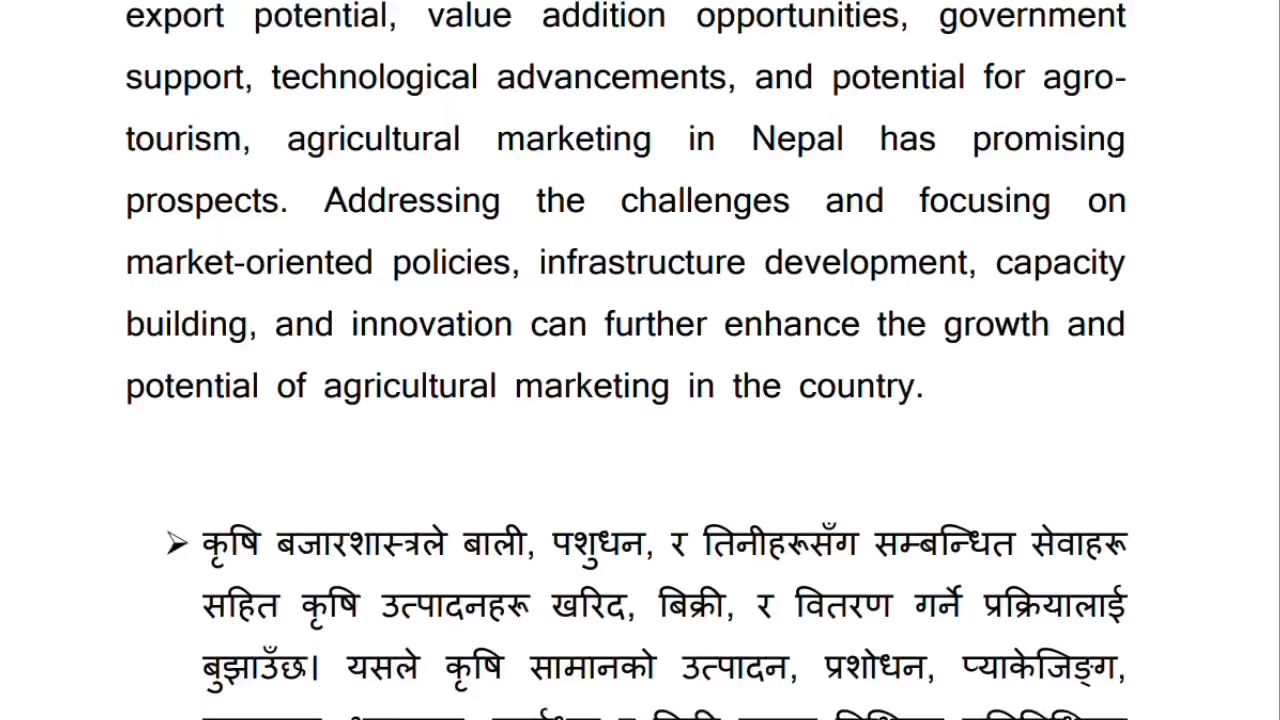 export potential, value addition opportunities, government
support, technological advancements, and potential for agro-
tourism, agricultural marketing in Nepal has promising
prospects. Addressing the challenges and focusing on
market-oriented policies, infrastructure development, capacity
building, and innovation can further enhance the growth and
potential of agricultural marketing in the country.
➢ कृषि बजारशास्त्रले बाली, पशुधन, र तिनीहरूसँग सम्बन्धित सेवाहरू
सहित कृषि उत्पादनहरू खरिद, बिक्री, र वितरण गर्ने प्रक्रियालाई
बुझाउँछ। यसले कृषि सामानको उत्पादन, प्रशोधन, प्याकेजिङ्ग,